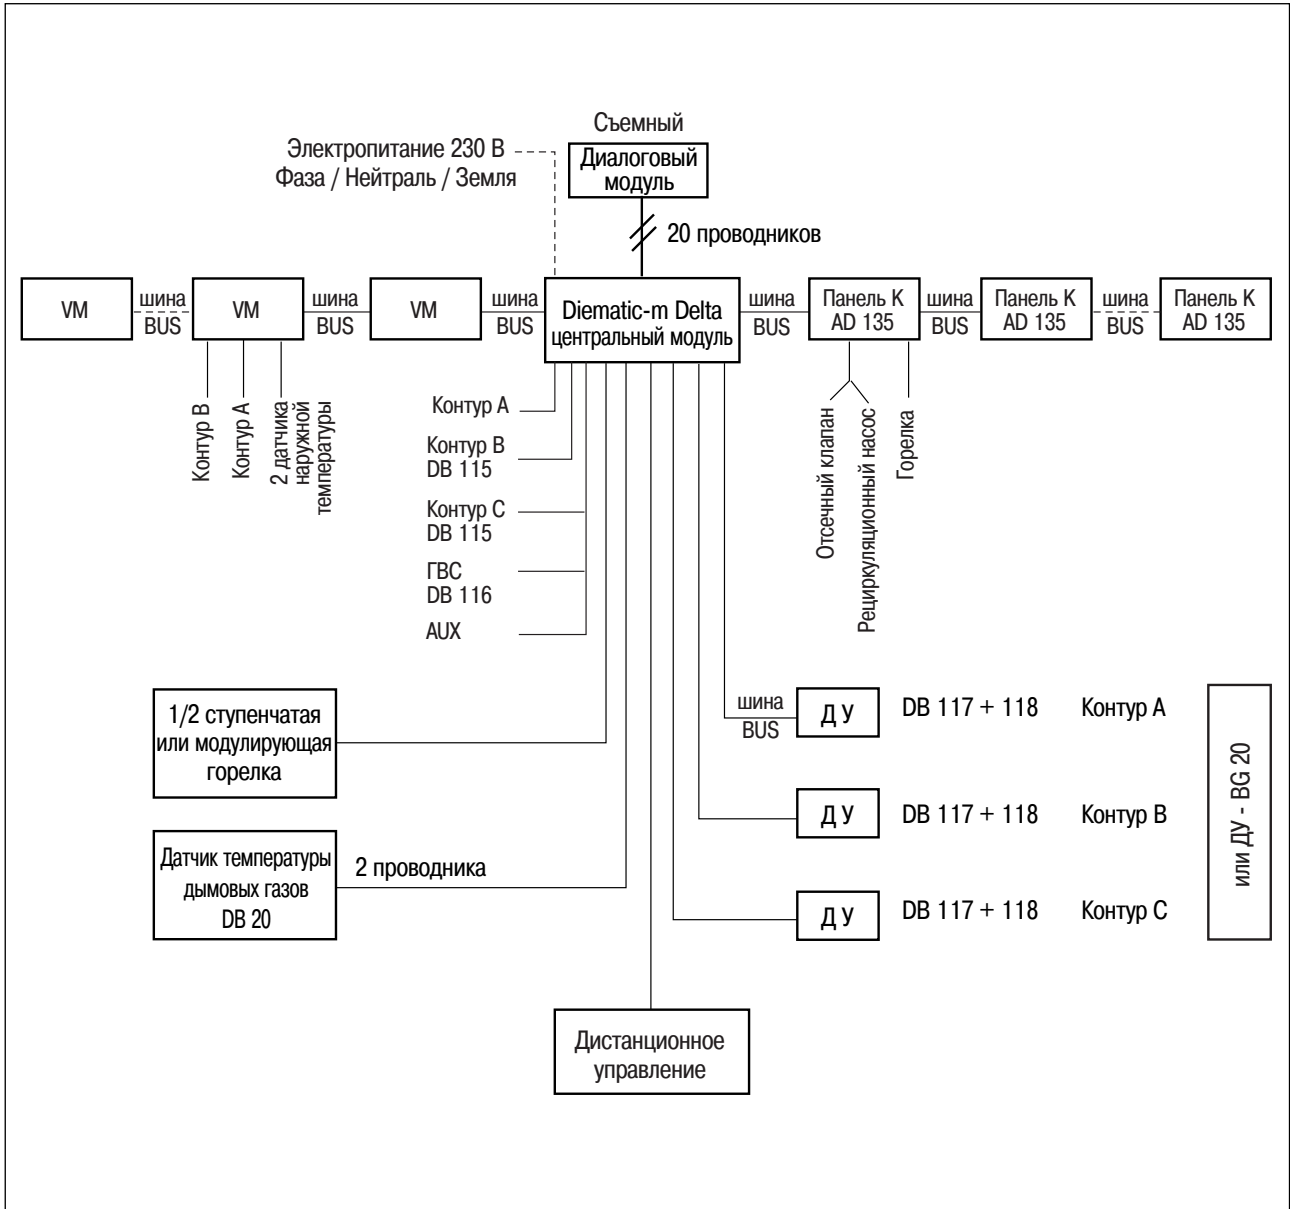 Съемный
Электропитание 230 В
Фаза / Нейтраль / Земля
Диалоговый
модуль
20 проводников
VM
шина
BUS
VM
шина
BUS
VM
шина
BUS
Diematic-m Delta
центральный модуль
шина
BUS
Панель K
AD 135
шина
BUS
Панель K
AD 135
шина
BUS
Панель K
AD 135
Контур B
Контур A
2 датчика
наружной
температуры
Контур A
Контур B
DB 115
Контур C
DB 115
ГВС
DB 116
AUX
Отсечный клапан
Рециркуляционный насос
Горелка
1/2 ступенчатая
или модулирующая
горелка
Датчик температуры
дымовых газов
DB 20
2 проводника
шина
BUS
Д У
DB 117 + 118
Контур A
Д У
DB 117 + 118
Контур B
Д У
DB 117 + 118
Контур C
или ДУ - BG 20
Дистанционное
управление